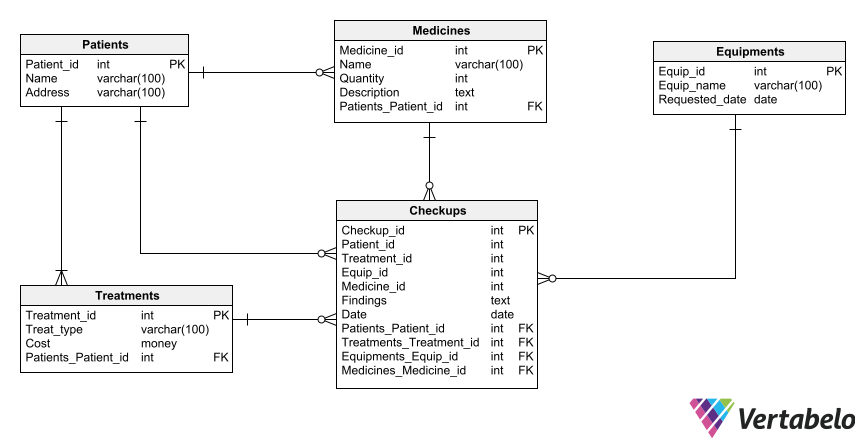 Patients
Patient_id int PK
Name varchar(100)
Address varchar(100)
Medicines
Medicine_id int PK
Name varchar(100)
Quantity int
Description text
Patients_Patient_id int FK
Equipments
Equip_id int PK
Equip_name varchar(100)
Requested_date date
Checkups
Checkup_id int PK
Patient_id int
Treatment_id int
Equip_id int
Medicine_id int
Findings text
Date date
Patients_Patient_id int FK
Treatments_Treatment_id int FK
Equipments_Equip_id int FK
Medicines_Medicine_id int FK
Treatments
Treatment_id int PK
Treat_type varchar(100)
Cost money
Patients_Patient_id int FK
Vertabelo